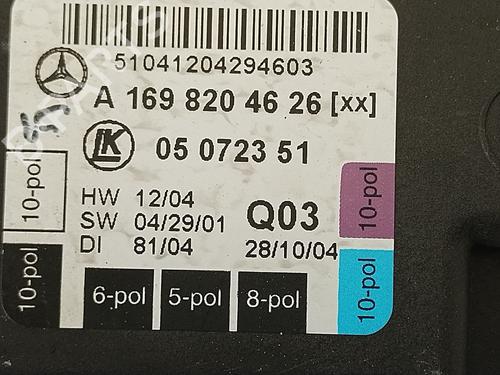 51041204294603
A 169 820 46 26 [xx]
LK 05 0723 51
HW 12/04
SW 04/29/01 Q03
DI 81/04 28/10/04
10-pol
10-pol
10-pol
10-pol
6-pol 5-pol 8-pol